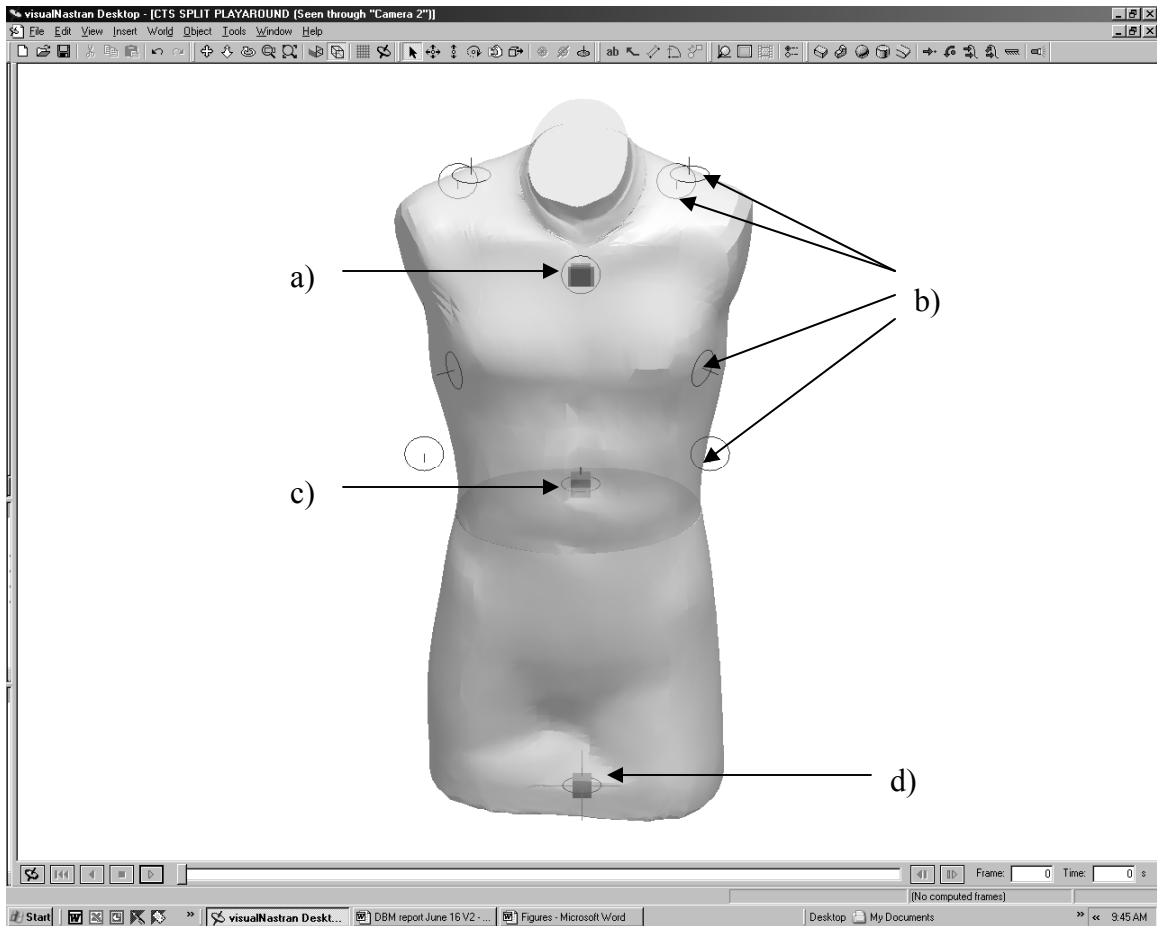 visualNastran Desktop - [CTS SPLIT PLAYAROUND (Seen through "Camera 2")]
File Edit View Insert World Object Tools Window Help
ab
a)
b)
c)
d)
Frame: 0 Time: 0 s
(No computed frames)
Start » visualNastran Deskt... DBM report June 16 V2 - ... Figures - Microsoft Word Desktop My Documents » « 9:45 AM